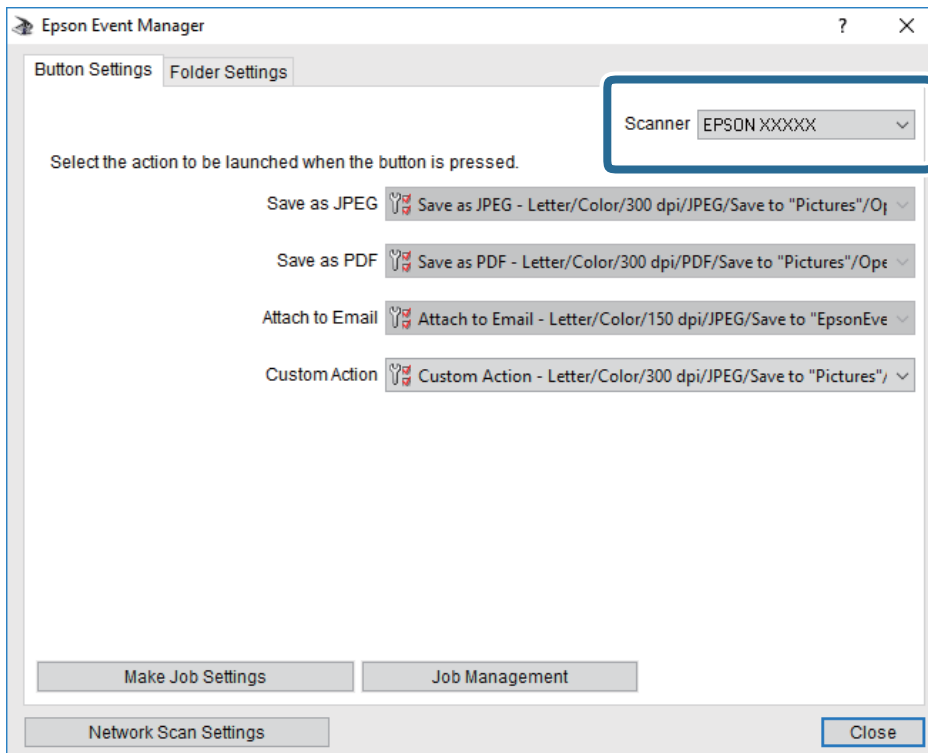 Epson Event Manager
Button Settings Folder Settings
Scanner EPSON XXXXX
Select the action to be launched when the button is pressed.
Save as JPEG Save as JPEG - Letter/Color/300 dpi/JPEG/Save to "Pictures"/Op
Save as PDF Save as PDF - Letter/Color/300 dpi/PDF/Save to "Pictures"/Ope
Attach to Email Attach to Email - Letter/Color/150 dpi/JPEG/Save to "EpsonEve
Custom Action Custom Action - Letter/Color/300 dpi/JPEG/Save to "Pictures"/
Make Job Settings Job Management
Network Scan Settings Close